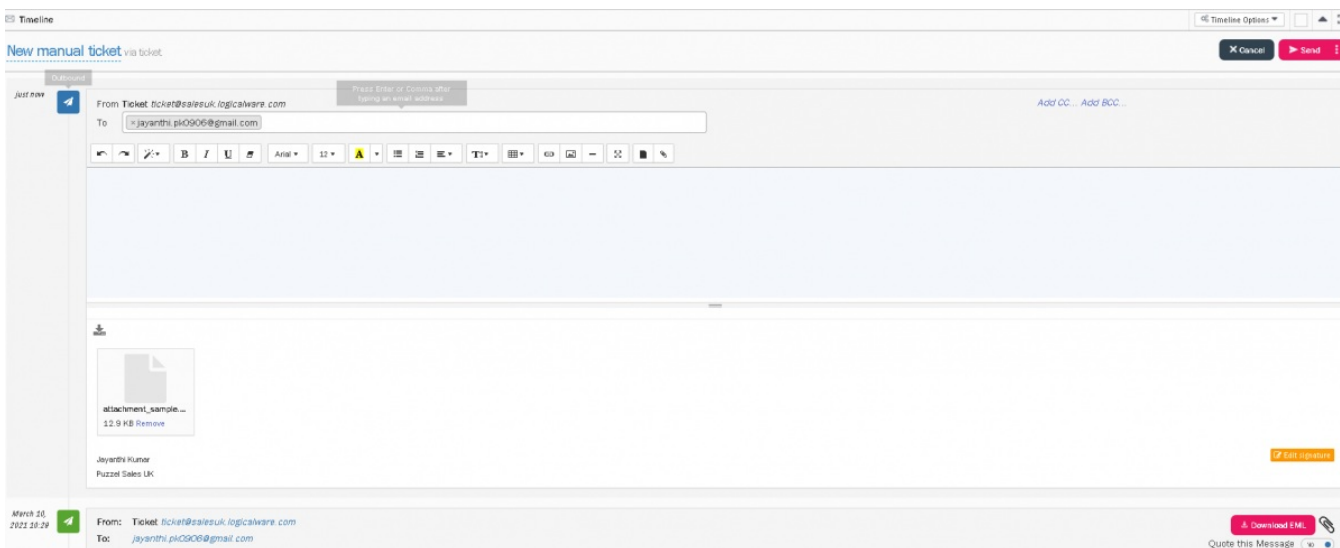 Timeline
Timeline Options
New manual ticket via ticket
Cancel
Send
Outbound
just now
Press Enter or Comma after
typing an email address
From Ticket ticket@salesuk.logicalware.com
Add CC... Add BCC...
To ×jayanthi.pk0906@gmail.com
B I U Arial 12 A T
attachment_sample....
12.9 KB Remove
Jayanthi Kumar
Puzzel Sales UK
Edit signature
March 10,
2021 10:29
From: Ticket ticket@salesuk.logicalware.com
Download EML
To: jayanthi.pk0906@gmail.com
Quote this Message